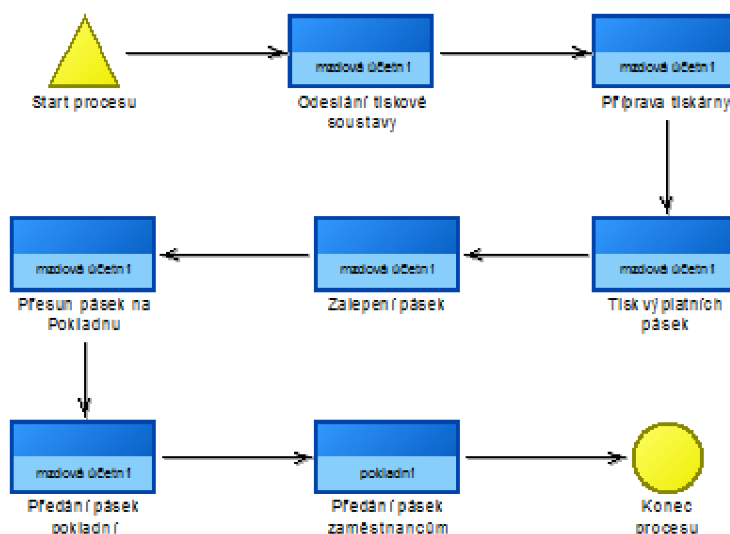 mzdová účetní
mzdová účetní
Start procesu
Odeslání tiskové
soustavy
Příprava tiskárny
mzdová účetní
mzdová účetní
mzdová účetní
Přesun pásek na
Pokladnu
Zalepení pásek
Tisk výplatních
pásek
mzdová účetní
pokladní
Předání pásek
pokladní
Předání pásek
zaměstnancům
Konec
procesu